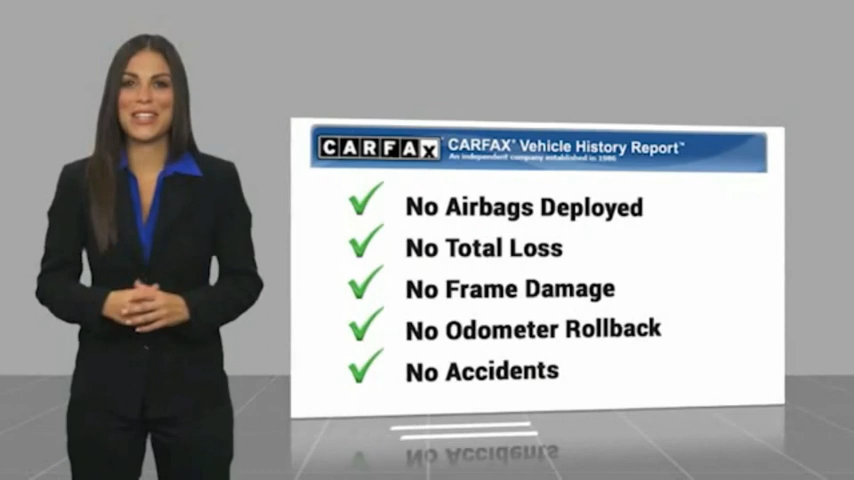 CARFAX® CARFAX® Vehicle History Report™
An independent company established in 1986
No Airbags Deployed
No Total Loss
No Frame Damage
No Odometer Rollback
No Accidents
No Accidents